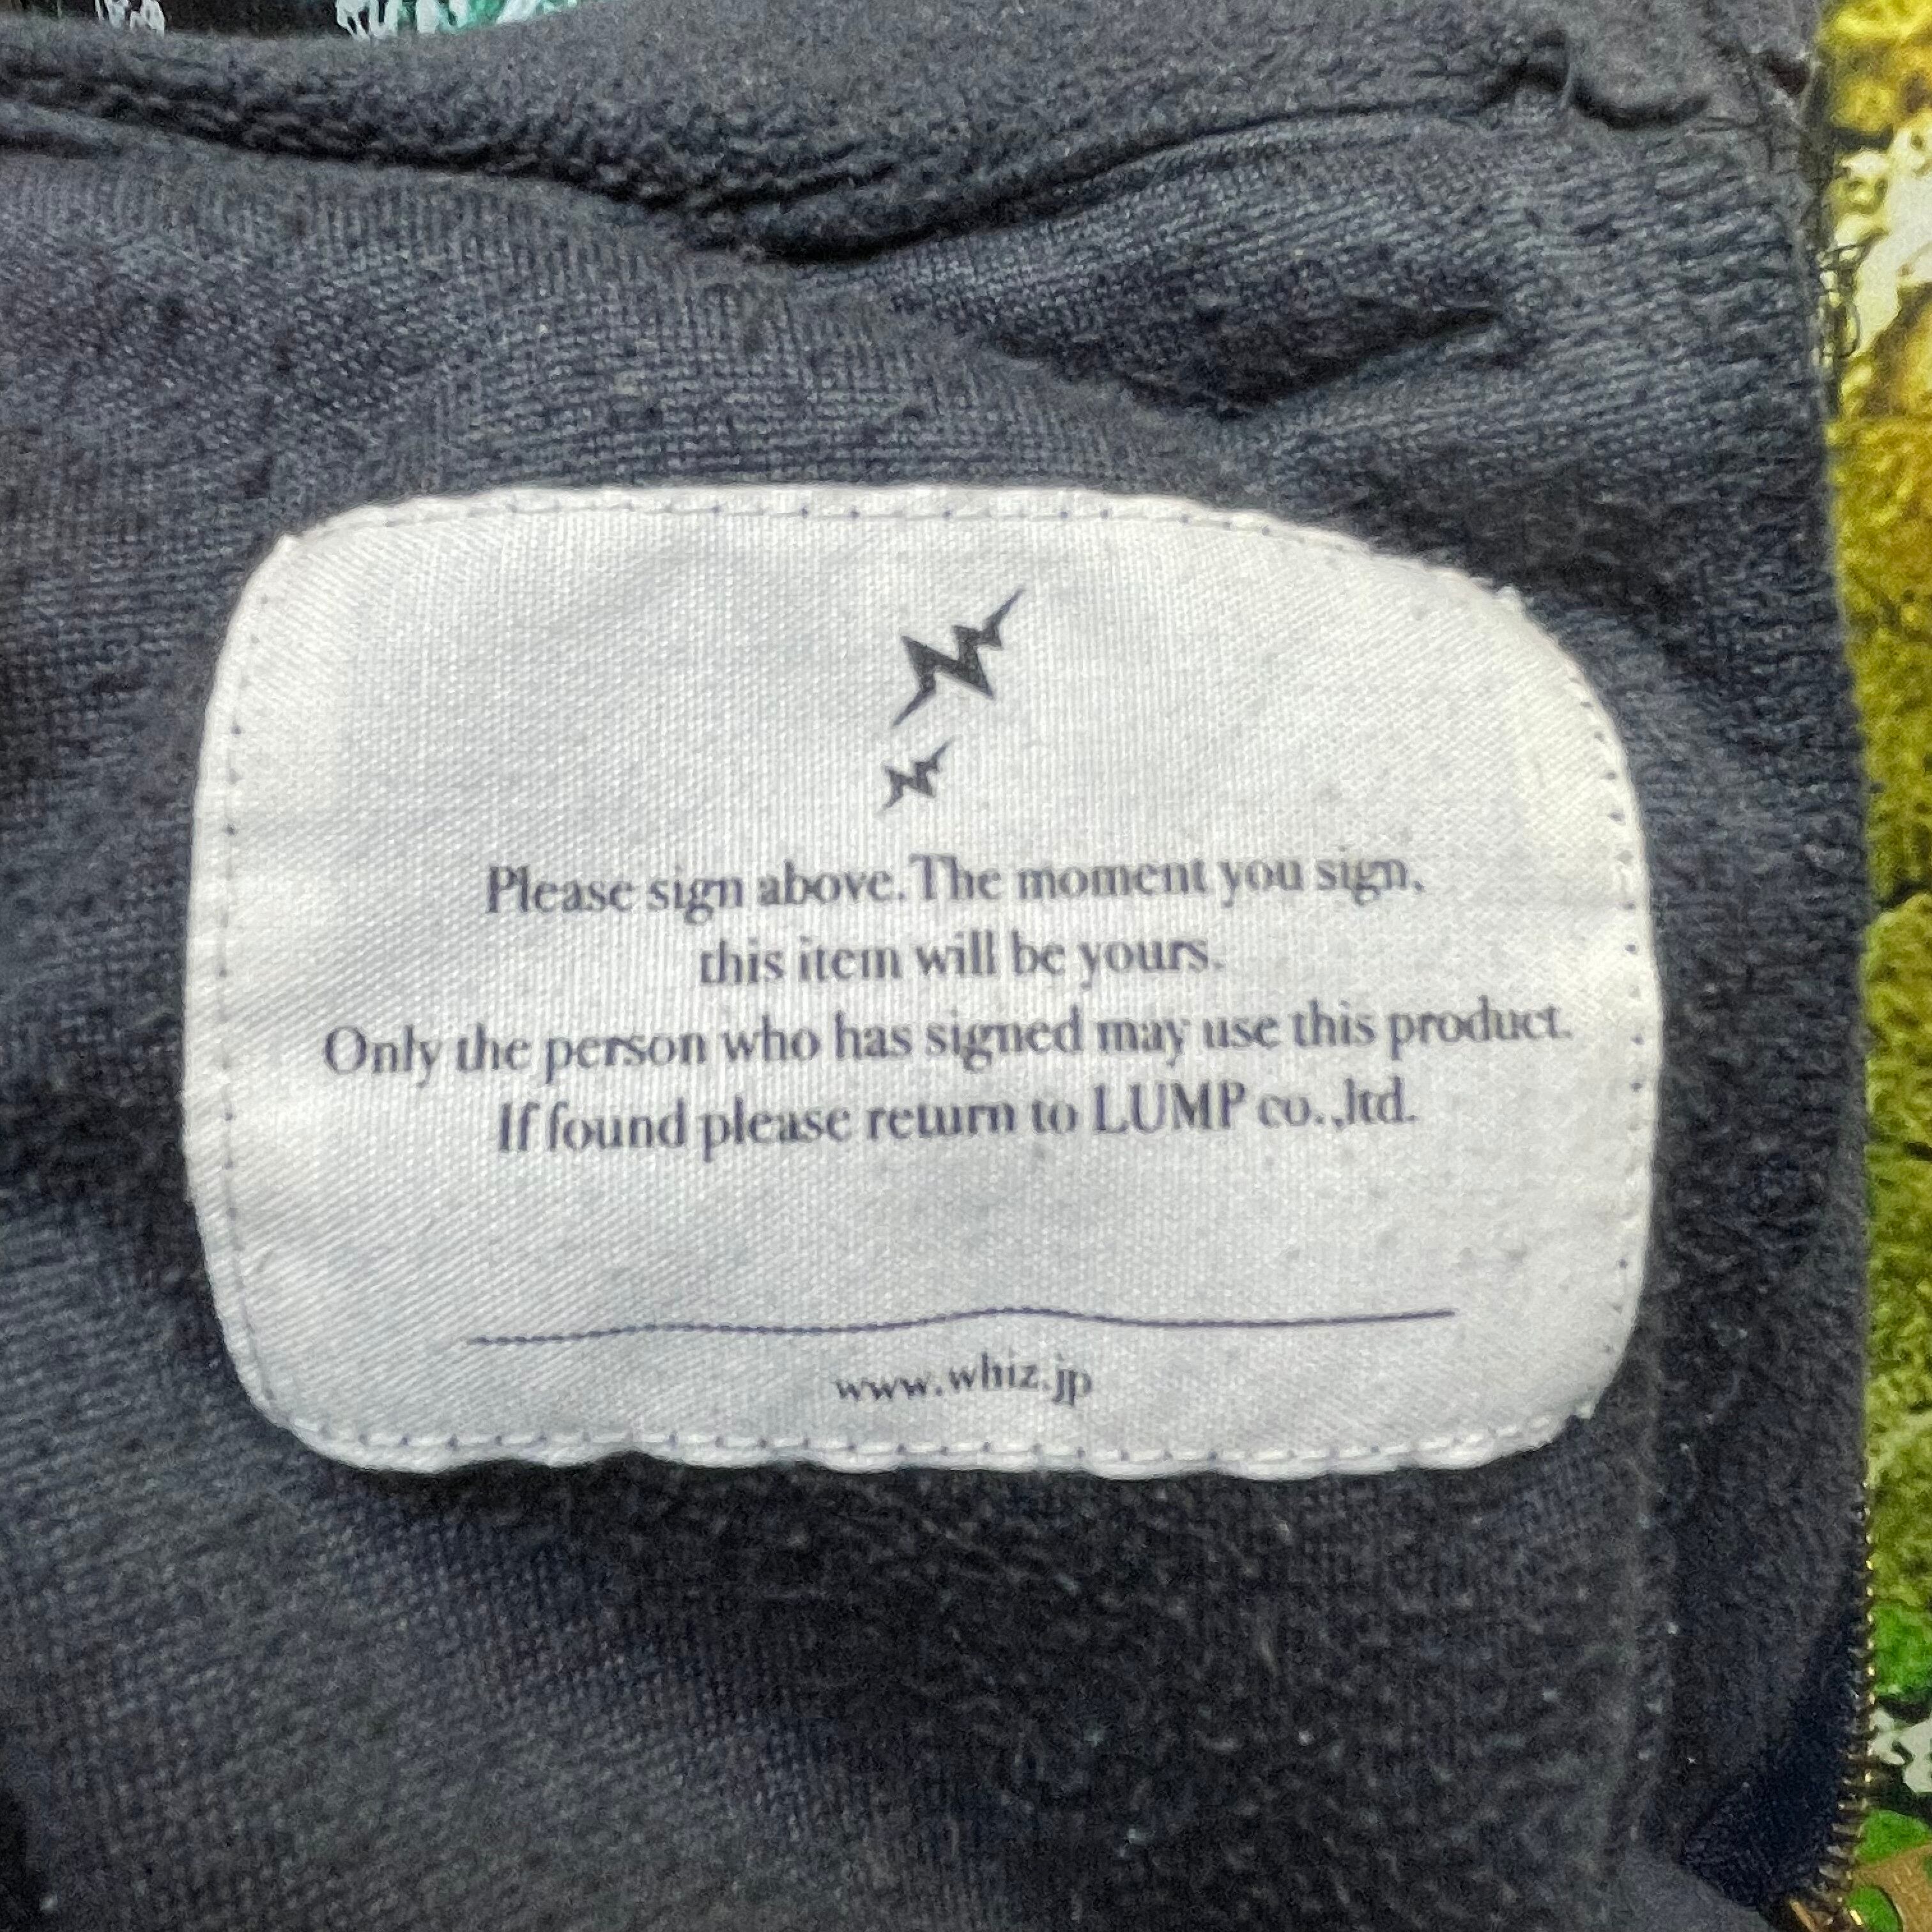 Please sign above. The moment you sign,
this item will be yours.
Only the person who has signed may use this product.
If found please return to LUMP co.,ltd.
www.whiz.jp